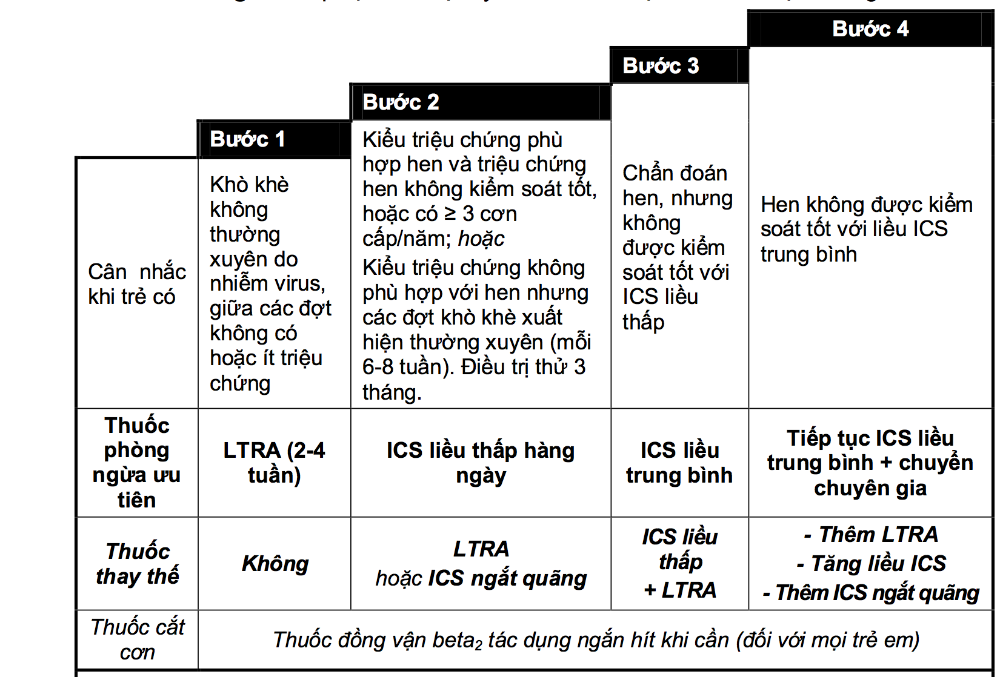 Bước 4
Bước 3
Bước 2
Bước 1
Cân nhắc
khi trẻ có
Khò khè
không
thường
xuyên do
nhiễm virus,
giữa các đợt
không có
hoặc ít triệu
chứng
Kiểu triệu chứng phù
hợp hen và triệu chứng
hen không kiểm soát tốt,
hoặc có ≥ 3 cơn
cấp/năm; hoặc
Kiểu triệu chứng không
phù hợp với hen nhưng
các đợt khò khè xuất
hiện thường xuyên (mỗi
6-8 tuần). Điều trị thử 3
tháng.
Chẩn đoán
hen, nhưng
không
được kiểm
soát tốt với
ICS liều
thấp
Hen không được kiểm
soát tốt với liều ICS
trung bình
Thuốc
phòng
ngừa ưu
tiên
LTRA (2-4
tuần)
ICS liều thấp hàng
ngày
ICS liều
trung bình
Tiếp tục ICS liều
trung bình + chuyển
chuyên gia
Thuốc
thay thế
Không
LTRA
hoặc ICS ngắt quãng
ICS liều
thấp
+ LTRA
- Thêm LTRA
- Tăng liều ICS
- Thêm ICS ngắt quãng
Thuốc cắt
cơn
Thuốc đồng vận beta₂ tác dụng ngắn hít khi cần (đối với mọi trẻ em)